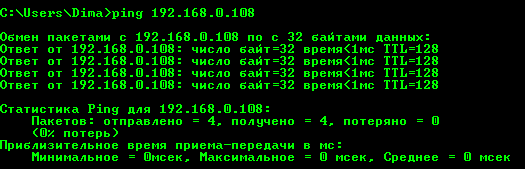 C:\Users\Dima>ping 192.168.0.108
Обмен пакетами с 192.168.0.108 по с 32 байтами данных:
Ответ от 192.168.0.108: число байт=32 время<1мс TTL=128
Ответ от 192.168.0.108: число байт=32 время<1мс TTL=128
Ответ от 192.168.0.108: число байт=32 время<1мс TTL=128
Ответ от 192.168.0.108: число байт=32 время<1мс TTL=128
Статистика Ping для 192.168.0.108:
Пакетов: отправлено = 4, получено = 4, потеряно = 0
(0% потерь)
Приблизительное время приема-передачи в мс:
Минимальное = 0мсек, Максимальное = 0 мсек, Среднее = 0 мсек